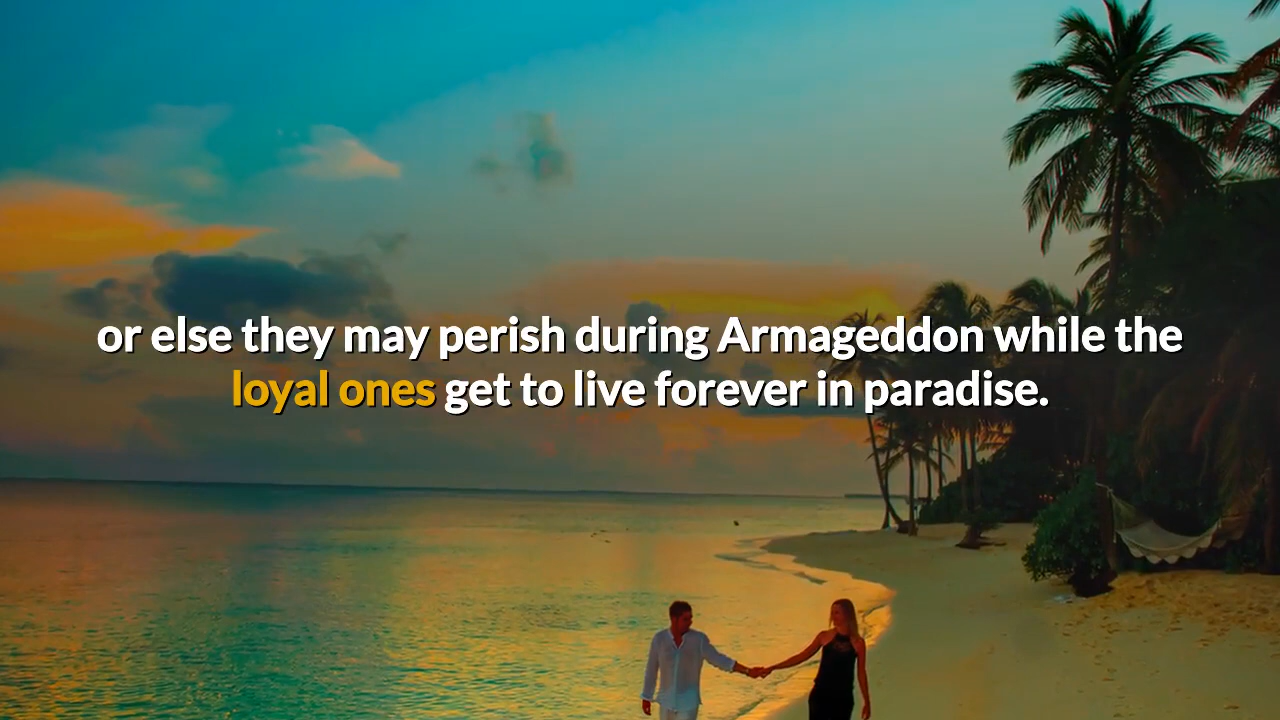 or else they may perish during Armageddon while the
loyal ones get to live forever in paradise.